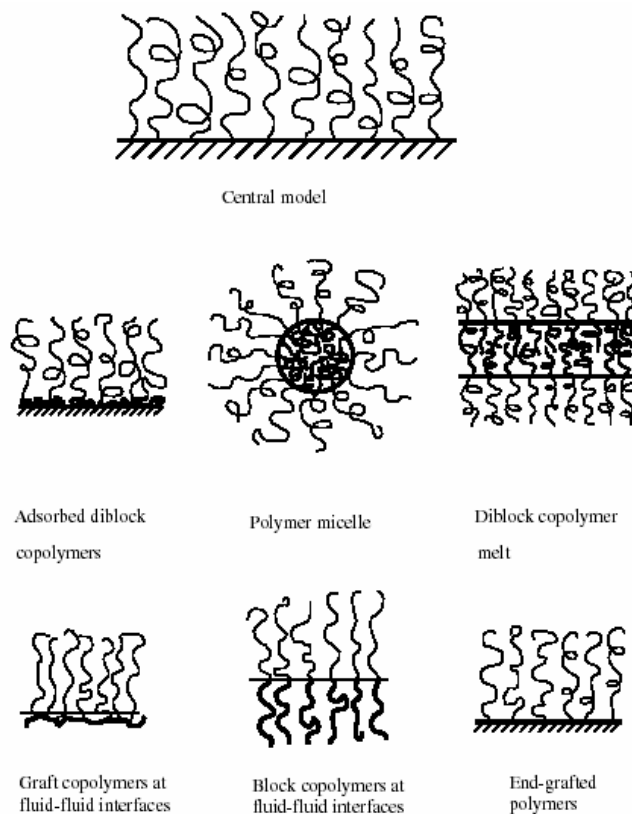 Central model
Adsorbed diblock
copolymers
Polymer micelle
Diblock copolymer
melt
Graft copolymers at
fluid-fluid interfaces
Block copolymers at
fluid-fluid interfaces
End-grafted
polymers